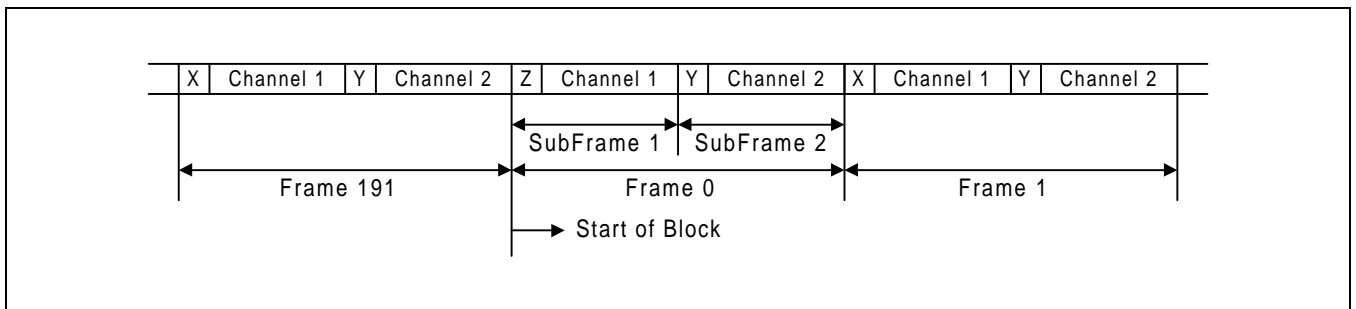 X Channel 1 Y Channel 2 Z Channel 1 Y Channel 2 X Channel 1 Y Channel 2
SubFrame 1 SubFrame 2
Frame 191 Frame 0 Frame 1
Start of Block